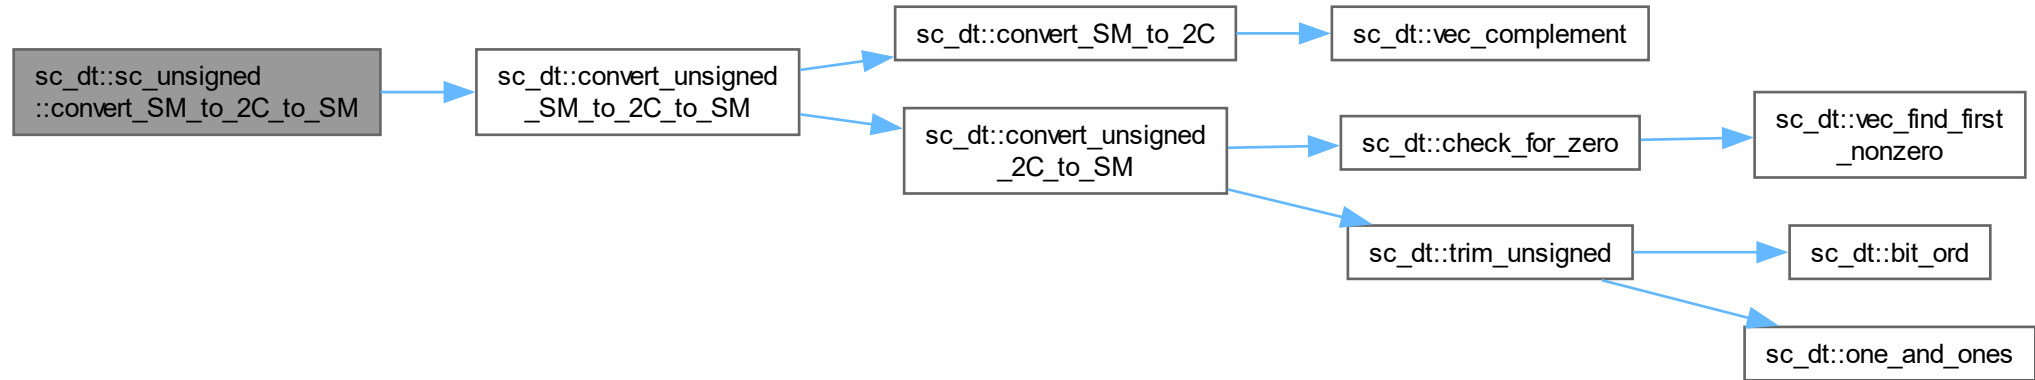 sc_dt::sc_unsigned
::convert_SM_to_2C_to_SM
sc_dt::convert_unsigned
_SM_to_2C_to_SM
sc_dt::convert_SM_to_2C
sc_dt::vec_complement
sc_dt::convert_unsigned
_2C_to_SM
sc_dt::check_for_zero
sc_dt::vec_find_first
_nonzero
sc_dt::trim_unsigned
sc_dt::bit_ord
sc_dt::one_and_ones